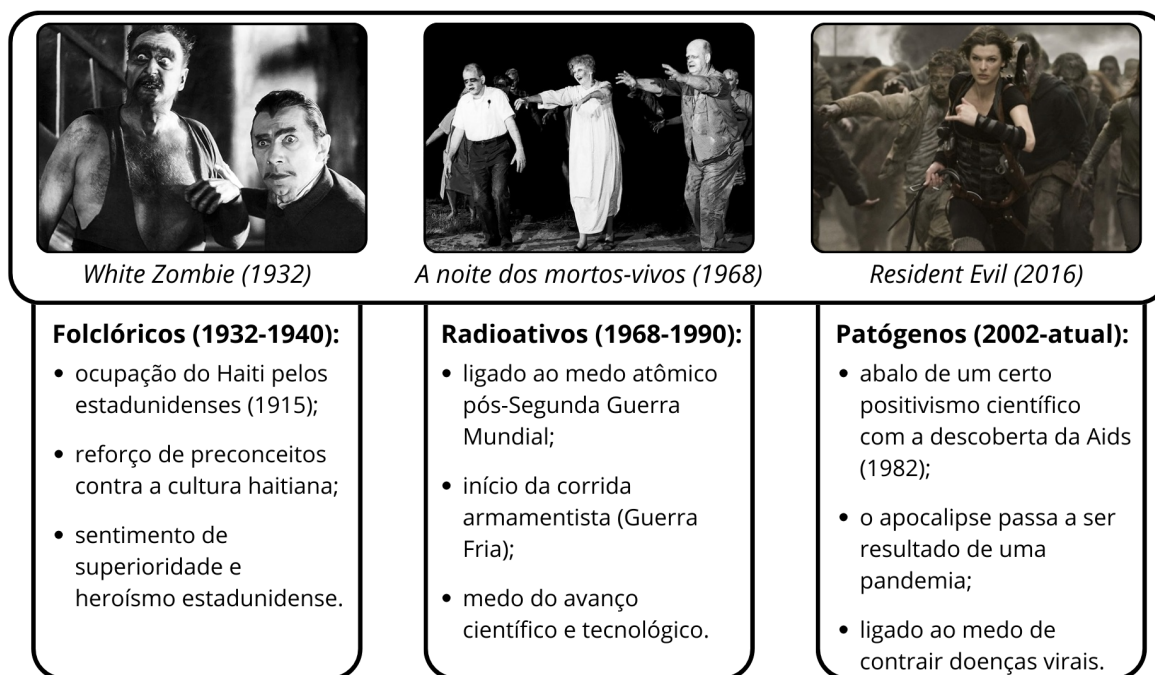 White Zombie (1932)
A noite dos mortos-vivos (1968)
Resident Evil (2016)
Folclóricos (1932-1940):
• ocupação do Haiti pelos
estadunidenses (1915);
• reforço de preconceitos
contra a cultura haitiana;
• sentimento de
superioridade e
heroísmo estadunidense.
Radioativos (1968-1990):
• ligado ao medo atômico
pós-Segunda Guerra
Mundial;
• início da corrida
armamentista (Guerra
Fria);
• medo do avanço
científico e tecnológico.
Patógenos (2002-atual):
• abalo de um certo
positivismo científico
com a descoberta da Aids
(1982);
• o apocalipse passa a ser
resultado de uma
pandemia;
• ligado ao medo de
contrair doenças virais.